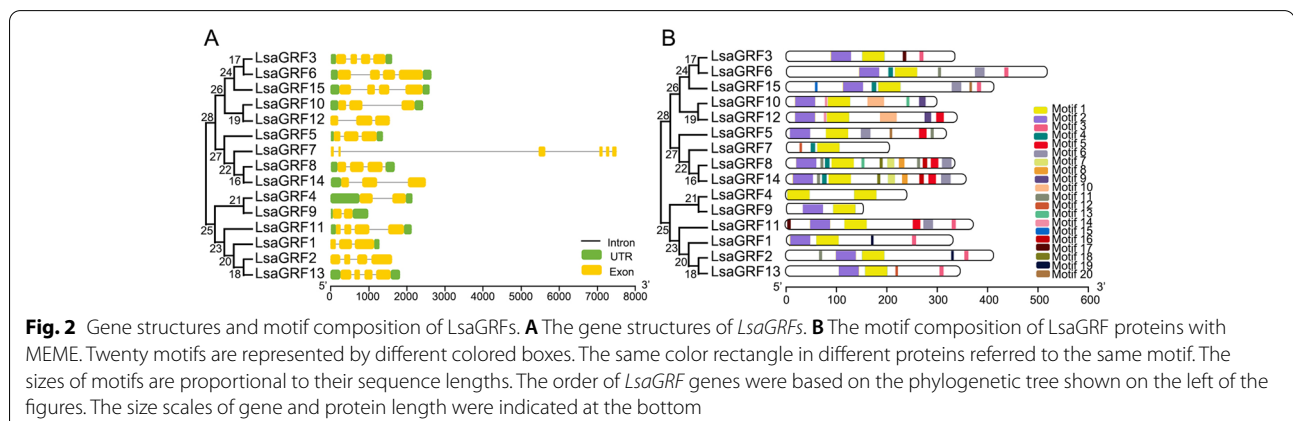 A
B
17 LsaGRF3
24 LsaGRF6
26 LsaGRF15
LsaGRF10
19 LsaGRF12
28 LsaGRF5
27 LsaGRF7
22 LsaGRF8
16 LsaGRF14
21 LsaGRF4
LsaGRF9
25 LsaGRF11
23 LsaGRF1
20 LsaGRF2
18 LsaGRF13
Intron
UTR
Exon
5' 3'
0 1000 2000 3000 4000 5000 6000 7000 8000
17 LsaGRF3
24 LsaGRF6
26 LsaGRF15
LsaGRF10
19 LsaGRF12
28 LsaGRF5
27 LsaGRF7
22 LsaGRF8
16 LsaGRF14
21 LsaGRF4
LsaGRF9
25 LsaGRF11
23 LsaGRF1
20 LsaGRF2
18 LsaGRF13
Motif 1
Motif 2
Motif 3
Motif 4
Motif 5
Motif 6
Motif 7
Motif 8
Motif 9
Motif 10
Motif 11
Motif 12
Motif 13
Motif 14
Motif 15
Motif 16
Motif 17
Motif 18
Motif 19
Motif 20
5' 3'
0 100 200 300 400 500 600
Fig. 2 Gene structures and motif composition of LsaGRFs. A The gene structures of LsaGRFs. B The motif composition of LsaGRF proteins with
MEME. Twenty motifs are represented by different colored boxes. The same color rectangle in different proteins referred to the same motif. The
sizes of motifs are proportional to their sequence lengths. The order of LsaGRF genes were based on the phylogenetic tree shown on the left of the
figures. The size scales of gene and protein length were indicated at the bottom